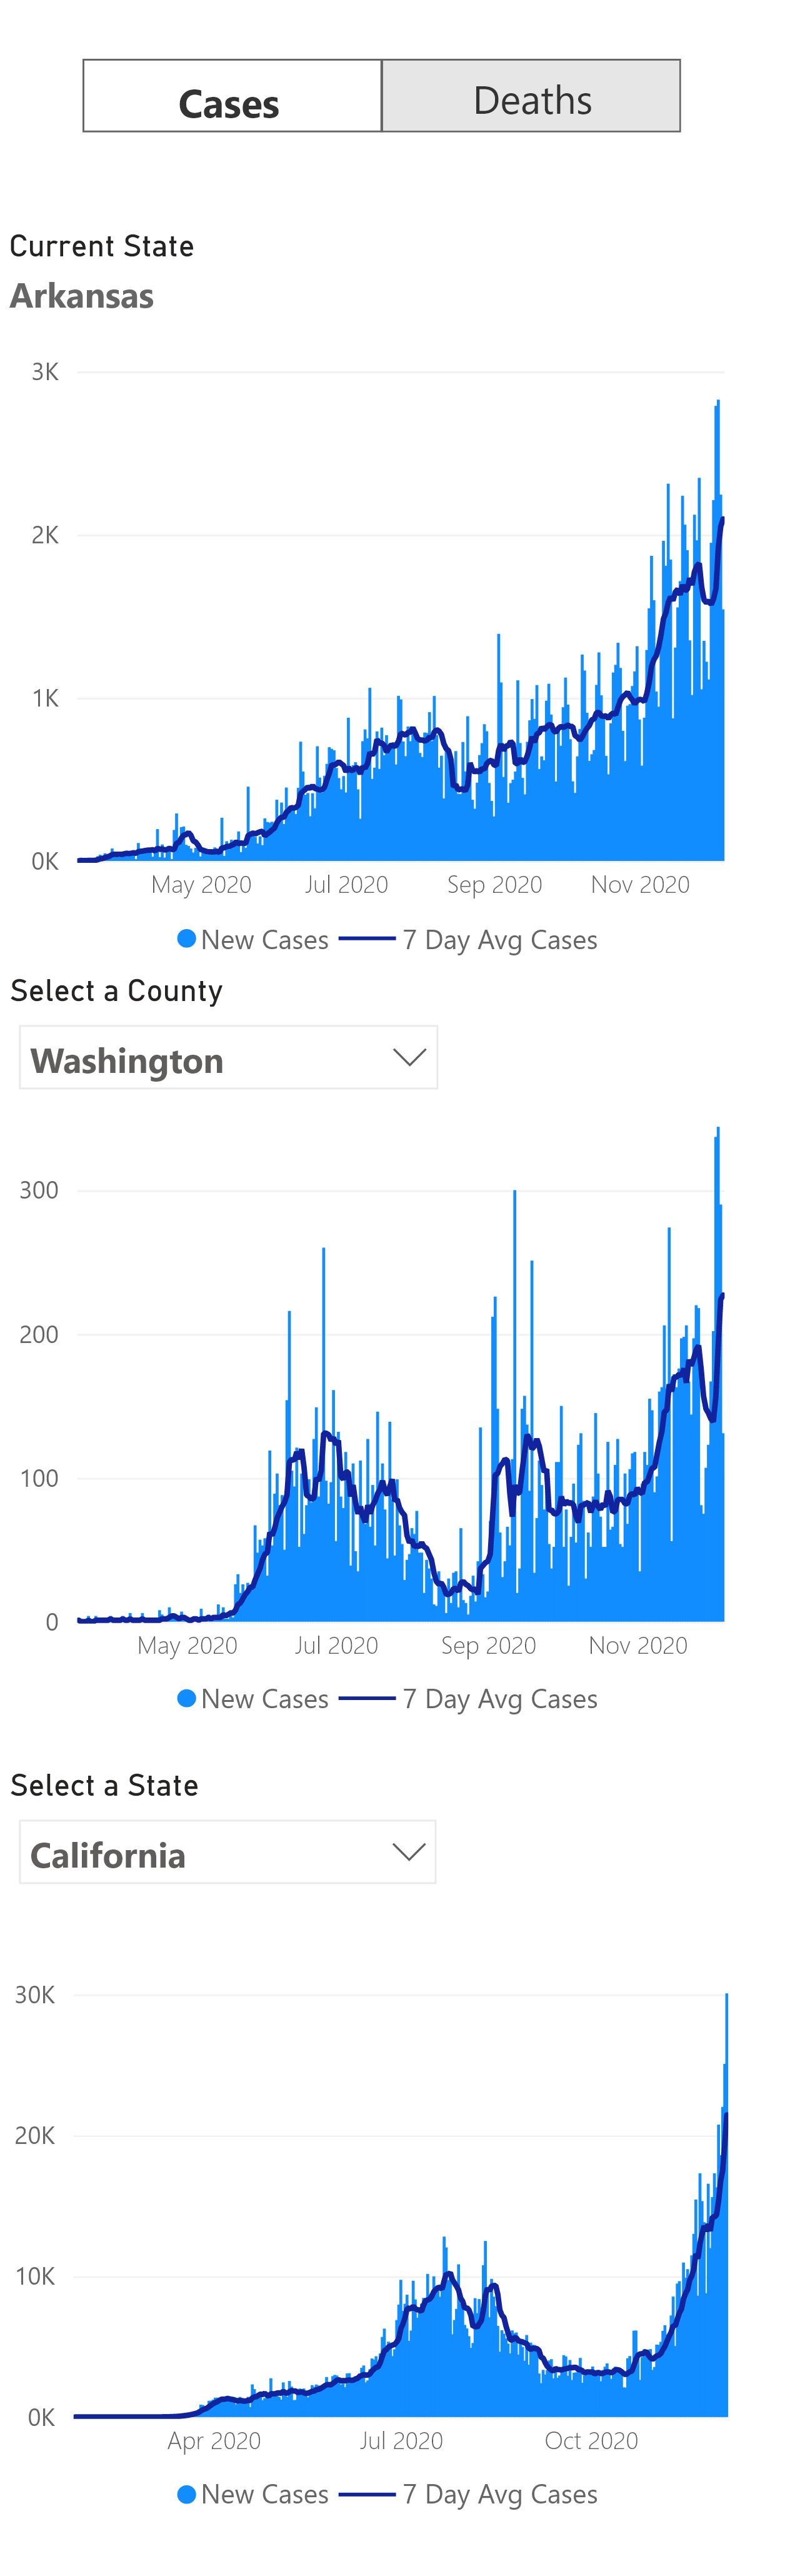 Cases Deaths
Current State
Arkansas
3K
2K
1K
0K
May 2020 Jul 2020 Sep 2020 Nov 2020
New Cases 7 Day Avg Cases
Select a County
Washington
300
200
100
0
May 2020 Jul 2020 Sep 2020 Nov 2020
New Cases 7 Day Avg Cases
Select a State
California
30K
20K
10K
0K
Apr 2020 Jul 2020 Oct 2020
New Cases 7 Day Avg Cases